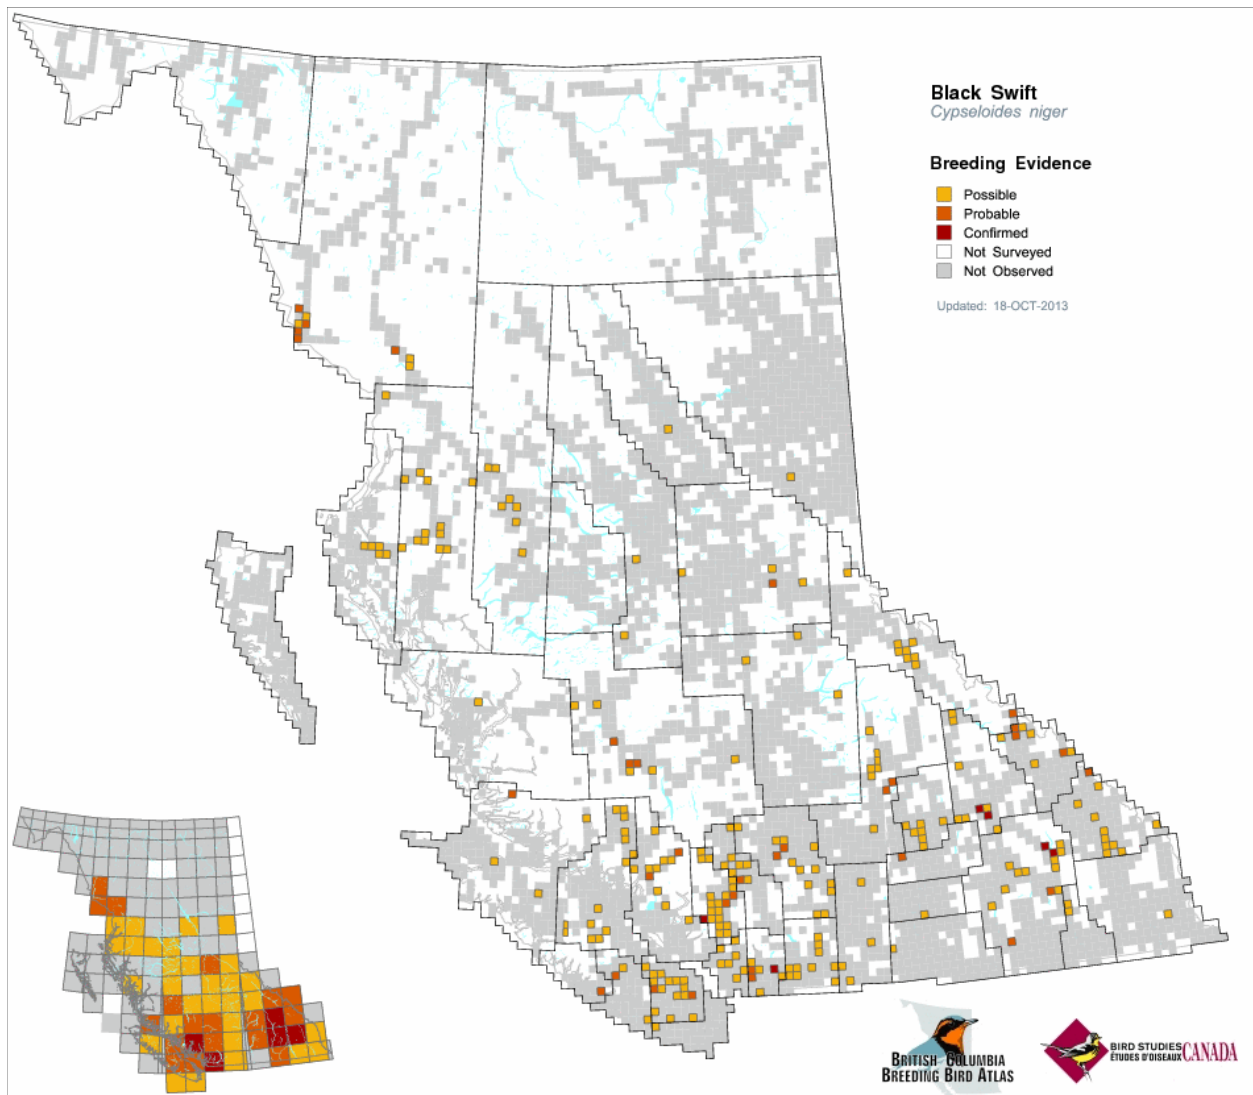 Black Swift
Cypseloides niger
Breeding Evidence
Possible
Probable
Confirmed
Not Surveyed
Not Observed
Updated: 18-OCT-2013
BRITISH COLUMBIA
BREEDING BIRD ATLAS
BIRD STUDIES
ÉTUDES D'OISEAUX CANADA